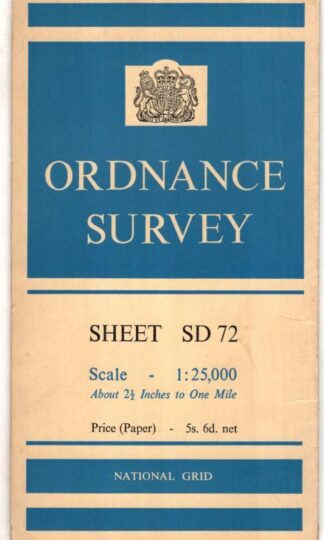 ORDNANCE
SURVEY
SHEET SD 72
Scale - 1:25,000
About 2½ Inches to One Mile
Price (Paper) - 5s. 6d. net
NATIONAL GRID